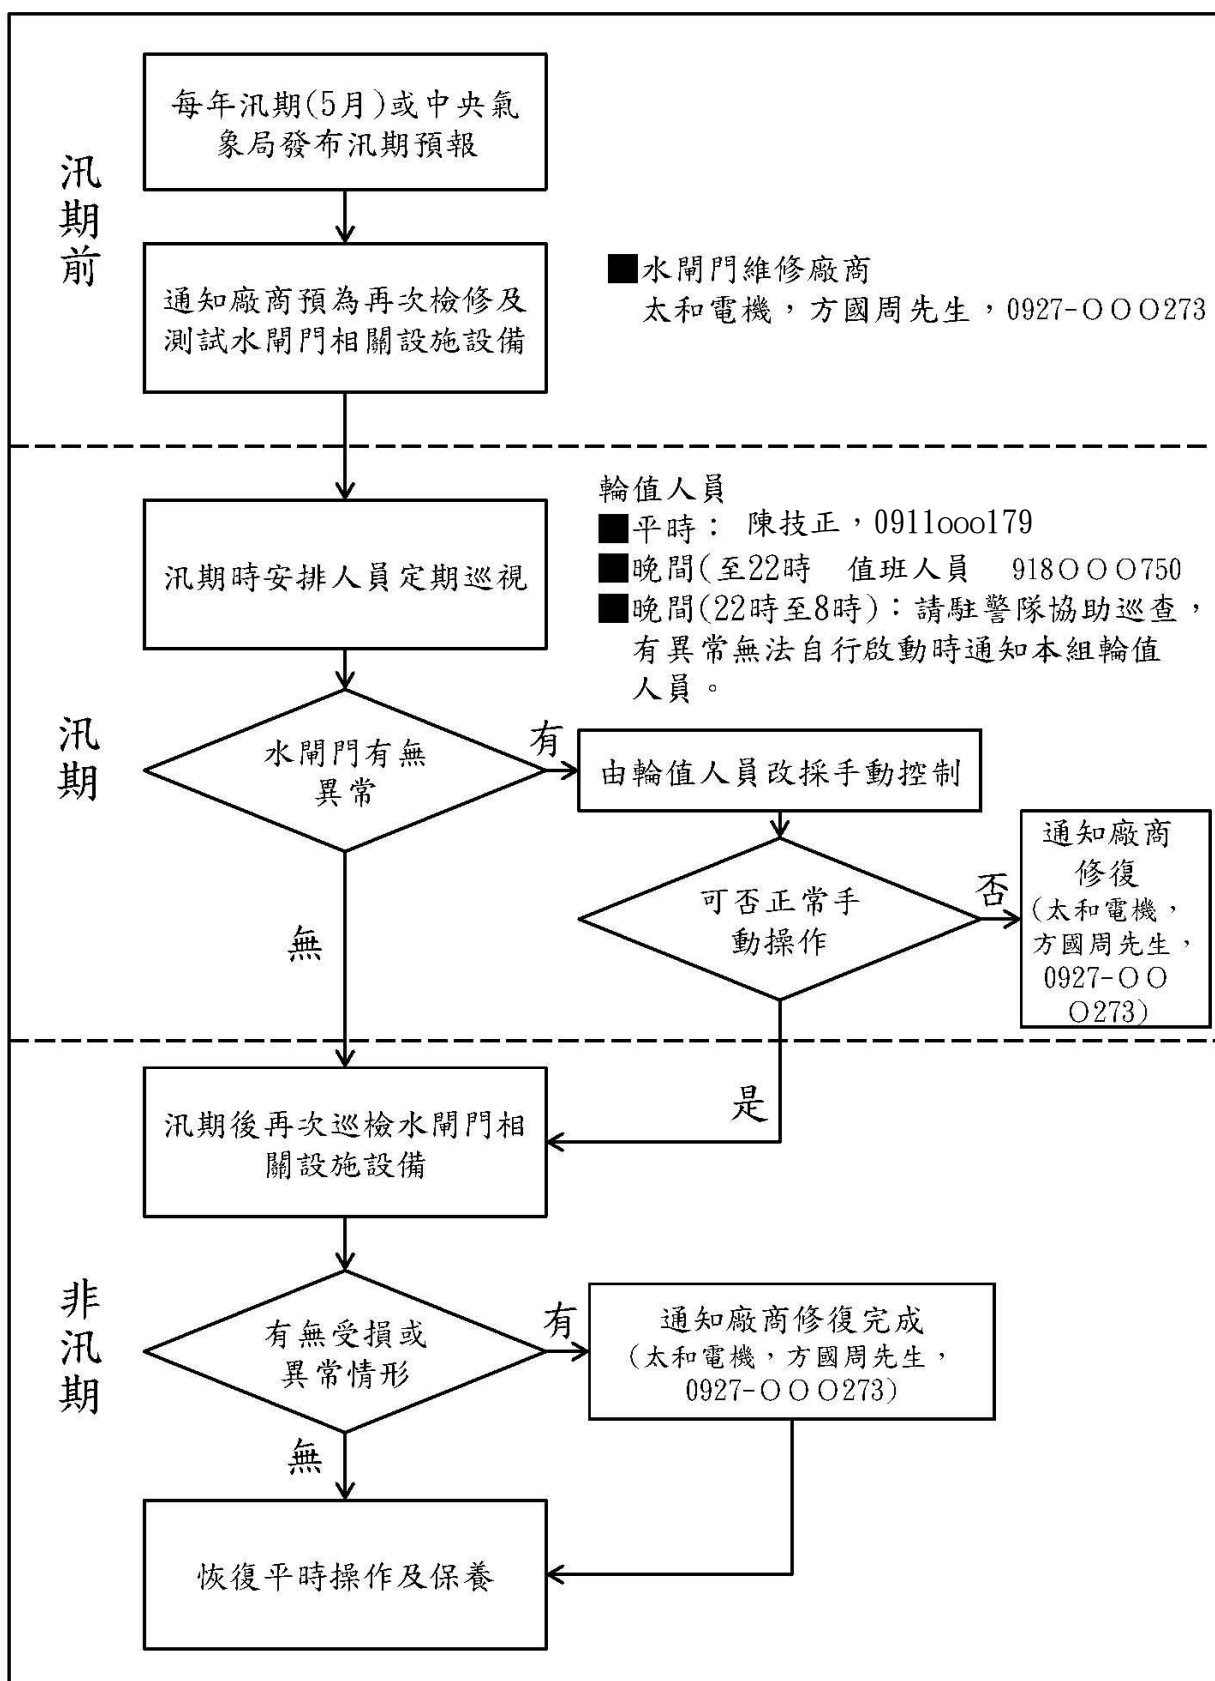 汛期前
每年汛期(5月)或中央氣
象局發布汛期預報
通知廠商預為再次檢修及
測試水閘門相關設施設備
■水閘門維修廠商
太和電機，方國周先生，0927-OOO273
汛期
汛期時安排人員定期巡視
輪值人員
■平時： 陳技正，0911ooo179
■晚間(至22時 值班人員 918OOO750
■晚間(22時至8時)：請駐警隊協助巡查，
有異常無法自行啟動時通知本組輪值
人員。
水閘門有無
異常
有
由輪值人員改採手動控制
無
可否正常手
動操作
否
通知廠商
修復
(太和電機，
方國周先生，
0927-OO
O273)
是
非汛期
汛期後再次巡檢水閘門相
關設施設備
有無受損或
異常情形
有
通知廠商修復完成
(太和電機，方國周先生，
0927-OOO273)
無
恢復平時操作及保養